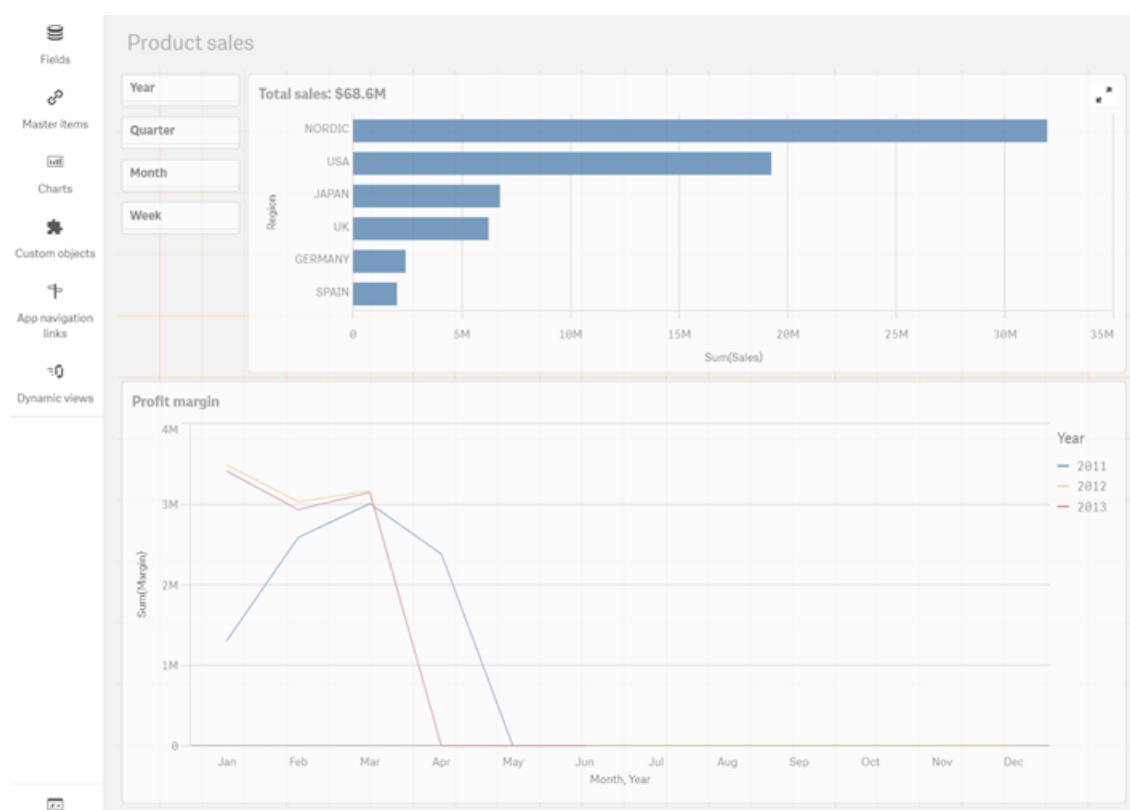 Fields
Master items
Charts
Custom objects
App navigation
links
Dynamic views
Product sales
Year
Quarter
Month
Week
Total sales: $68.6M
Region
NORDIC
USA
JAPAN
UK
GERMANY
SPAIN
0 5M 10M 15M 20M 25M 30M 35M
Sum(Sales)
Profit margin
Sum(Margin)
4M
3M
2M
1M
0
Jan Feb Mar Apr May Jun Jul Aug Sep Oct Nov Dec
Month, Year
Year
2011
2012
2013